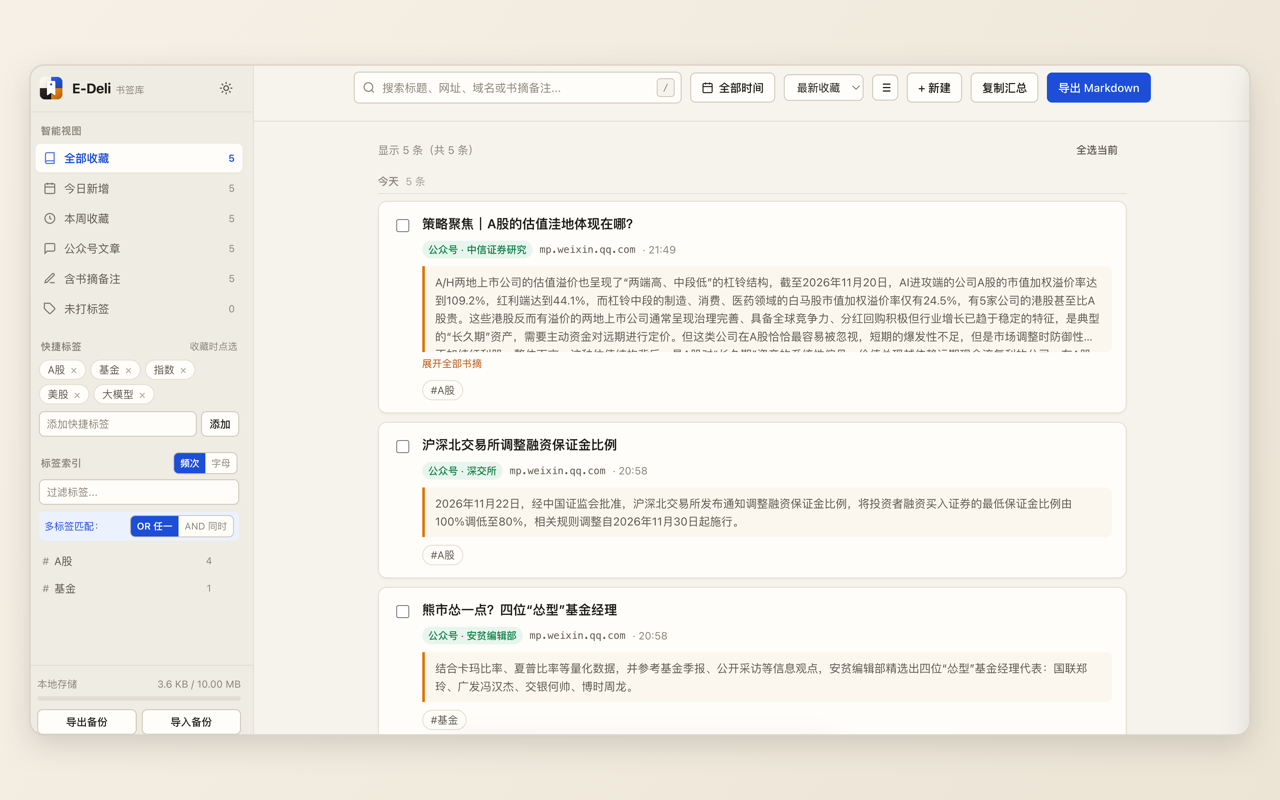 E-Deli 书签库
搜索标题、网址、域名或书摘备注... /
全部时间
最新收藏
+ 新建
复制汇总
导出 Markdown
智能视图
全部收藏 5
今日新增 5
本周收藏 5
公众号文章 5
含书摘备注 5
未打标签 0
快捷标签 收藏时点选
A股 × 基金 × 指数 ×
美股 × 大模型 ×
添加快捷标签 添加
标签索引 频次 字母
过滤标签...
多标签匹配： OR 任一 AND 同时
# A股 4
# 基金 1
本地存储 3.6 KB / 10.00 MB
导出备份 导入备份
显示 5 条（共 5 条） 全选当前
今天 5 条
策略聚焦｜A股的估值洼地体现在哪？
公众号 · 中信证券研究 mp.weixin.qq.com · 21:49
A/H两地上市公司的估值溢价也呈现了“两端高、中段低”的杠铃结构，截至2026年11月20日，AI进攻端的公司A股的市值加权溢价率达
到109.2%，红利端达到44.1%，而杠铃中段的制造、消费、医药领域的白马股市值加权溢价率仅有24.5%，有5家公司的港股甚至比A
股贵。这些港股反而有溢价的两地上市公司通常呈现治理完善、具备全球竞争力、分红回购积极但行业增长已趋于稳定的特征，是典型
的“长久期”资产，需要主动资金对远期进行定价。但这类公司在A股恰恰最容易被忽视，短期的爆发性不足，但是市场调整时防御性...
展开全部书摘
#A股
沪深北交易所调整融资保证金比例
公众号 · 深交所 mp.weixin.qq.com · 20:58
2026年11月22日，经中国证监会批准，沪深北交易所发布通知调整融资保证金比例，将投资者融资买入证券的最低保证金比例由
100%调低至80%，相关规则调整自2026年11月30日起施行。
#A股
熊市怂一点？四位“怂型”基金经理
公众号 · 安贫编辑部 mp.weixin.qq.com · 20:58
结合卡玛比率、夏普比率等量化数据，并参考基金季报、公开采访等信息观点，安贫编辑部精选出四位“怂型”基金经理代表：国联郑
玲、广发冯汉杰、交银何帅、博时周龙。
#基金